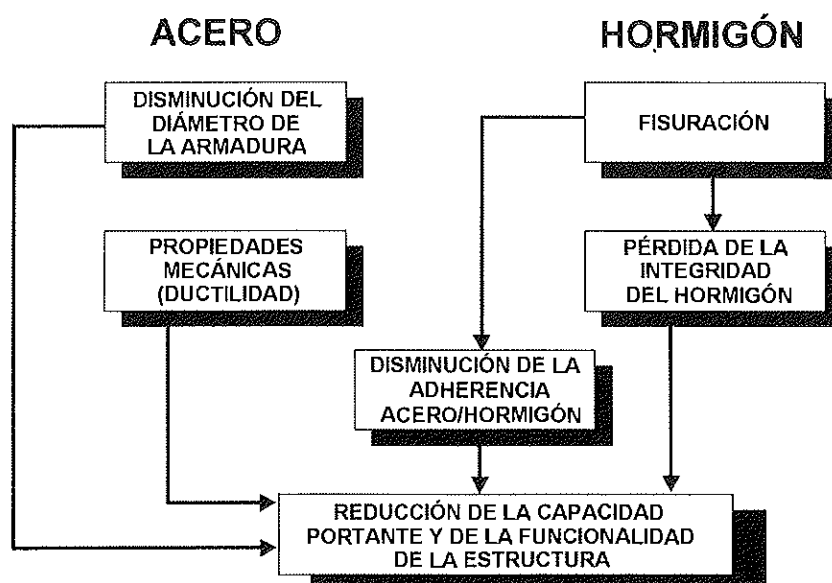 ACERO
HORMIGÓN
DISMINUCIÓN DEL
DIÁMETRO DE
LA ARMADURA
FISURACIÓN
PROPIEDADES
MECÁNICAS
(DUCTILIDAD)
PÉRDIDA DE LA
INTEGRIDAD
DEL HORMIGÓN
DISMINUCIÓN DE LA
ADHERENCIA
ACERO/HORMIGÓN
REDUCCIÓN DE LA CAPACIDAD
PORTANTE Y DE LA FUNCIONALIDAD
DE LA ESTRUCTURA